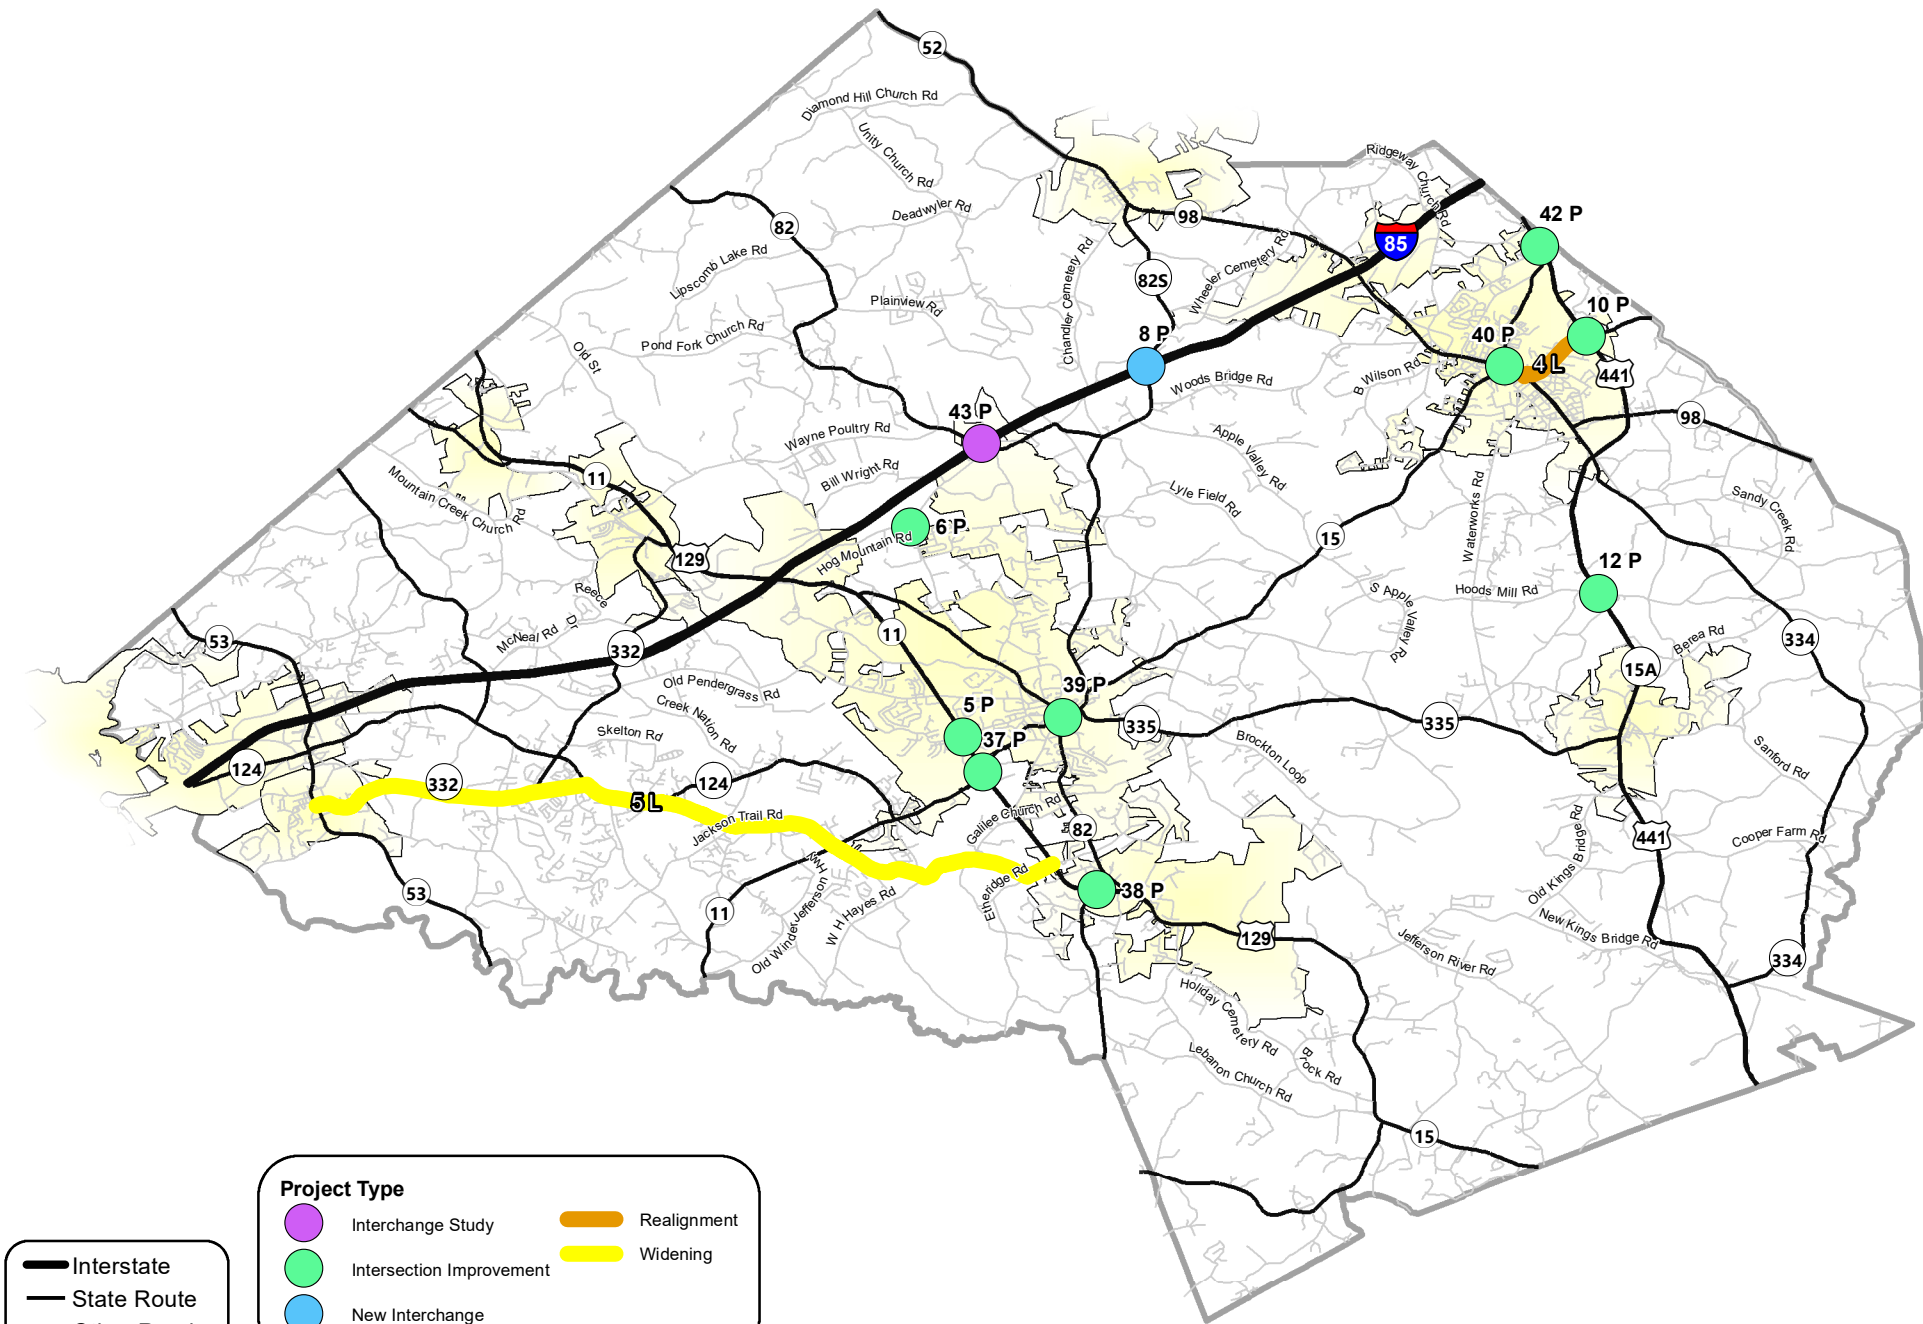 52
Diamond Hill Church Rd
Unity Church Rd
Ridgeway Church Rd
Deadwyler Rd
98
42 P
82
85
Lipscomb Lake Rd
Chandler Cemetery Rd
82S
Wheeler Cemetery Rd
Plainview Rd
10 P
Pond Fork Church Rd
8 P
40 P
4 L
Old St
Woods Bridge Rd
B Wilson Rd
441
43 P
98
Wayne Poultry Rd
Apple Valley Rd
Bill Wright Rd
11
Mountain Creek Church Rd
Lyle Field Rd
Waterworks Rd
Sandy Creek Rd
6 P
15
Hog Mountain Rd
129
12 P
Reece Dr
S Apple Valley Rd
Hoods Mill Rd
McNeal Rd
53
332
11
Berea Rd
334
15A
Old Pendergrass Rd
39 P
Creek Nation Rd
5 P
335
335
Skelton Rd
37 P
Brockton Loop
Sanford Rd
124
332
124
5 L
Jackson Trail Rd
Galilee Church Rd
82
Old Kings Bridge Rd
441
Cooper Farm Rd
53
Etheridge Rd
38 P
W H Hayes Rd
Old Winder Jefferson Hwy
11
129
New Kings Bridge Rd
Jefferson River Rd
334
Holiday Cemetery Rd
Brock Rd
Lebanon Church Rd
15
Project Type
Interchange Study
Realignment
Intersection Improvement
Widening
New Interchange
Interstate
State Route